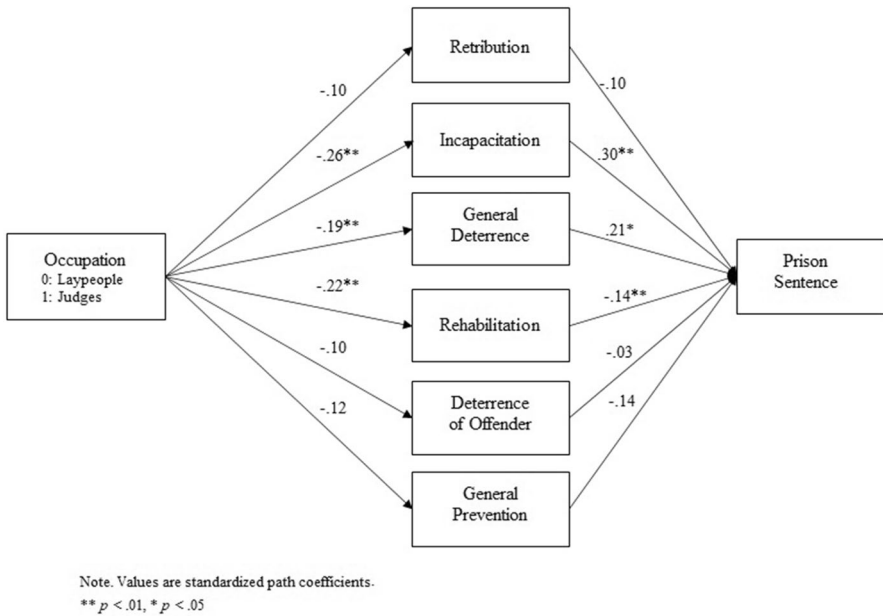 Retribution
-.10
-.10
Incapacitation
-.26**
.30**
General
Deterrence
-.19**
.21*
Occupation
0: Laypeople
1: Judges
Prison
Sentence
-.22**
-.14**
Rehabilitation
-.10
-.03
Deterrence
of Offender
-.12
-.14
General
Prevention
Note. Values are standardized path coefficients.
** p < .01, * p < .05